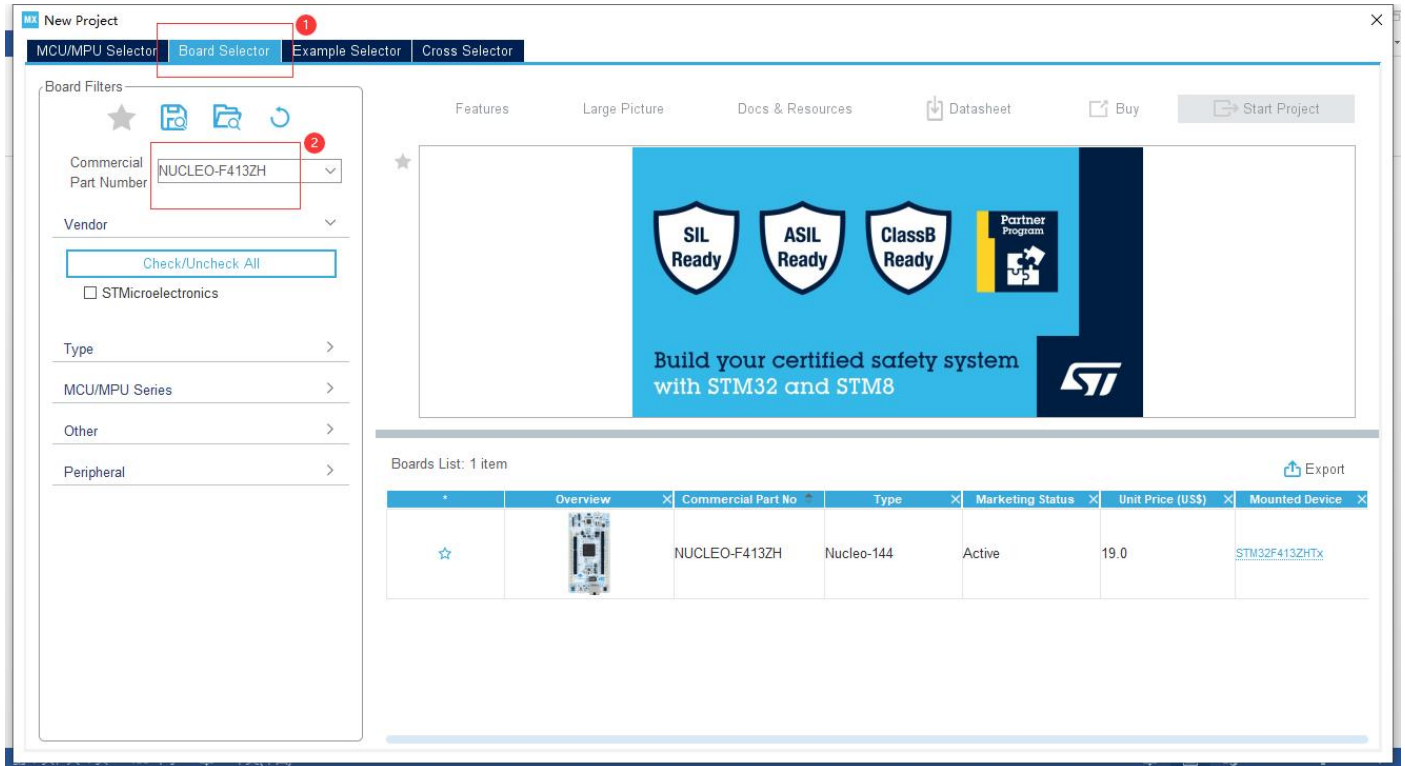 MX New Project
1
MCU/MPU Selector Board Selector Example Selector Cross Selector
Board Filters
Features Large Picture Docs & Resources Datasheet Buy Start Project
2
Commercial Part Number NUCLEO-F413ZH
Vendor
Check/Uncheck All
STMicroelectronics
Type
MCU/MPU Series
Other
Peripheral
SIL Ready
ASIL Ready
ClassB Ready
Partner Program
Build your certified safety system
with STM32 and STM8
ST
Boards List: 1 item
Export
* Overview Commercial Part No Type Marketing Status Unit Price (US$) Mounted Device
NUCLEO-F413ZH Nucleo-144 Active 19.0 STM32F413ZHTx